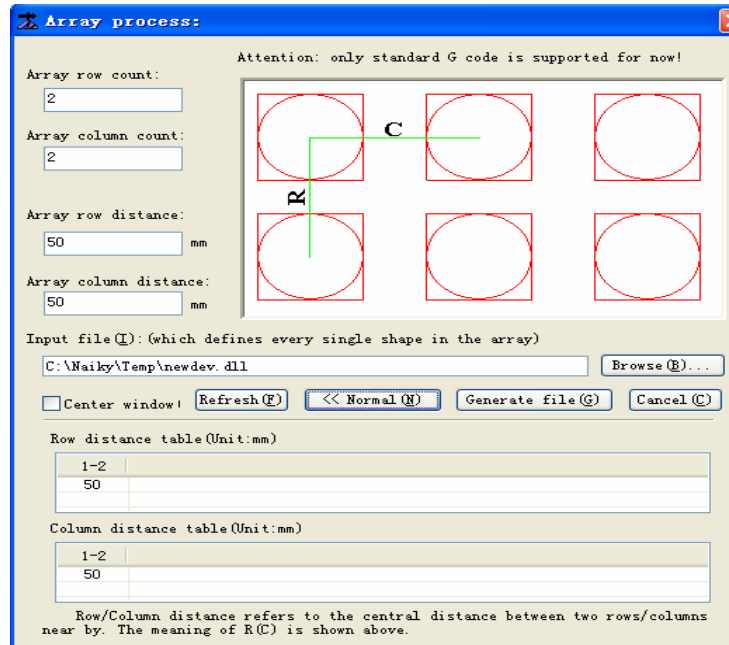 Array process:
Attention: only standard G code is supported for now!
Array row count:
2
Array column count:
2
Array row distance:
50 mm
Array column distance:
50 mm
C
R
Input file(I):(which defines every single shape in the array)
C:\Naiky\Temp\newdev.dll
Browse(B)...
Center window! Refresh(F) << Normal(N) Generate file(G) Cancel(C)
Row distance table(Unit:mm)
1-2
50
Column distance table(Unit:mm)
1-2
50
Row/Column distance refers to the central distance between two rows/columns
near by. The meaning of R(C) is shown above.